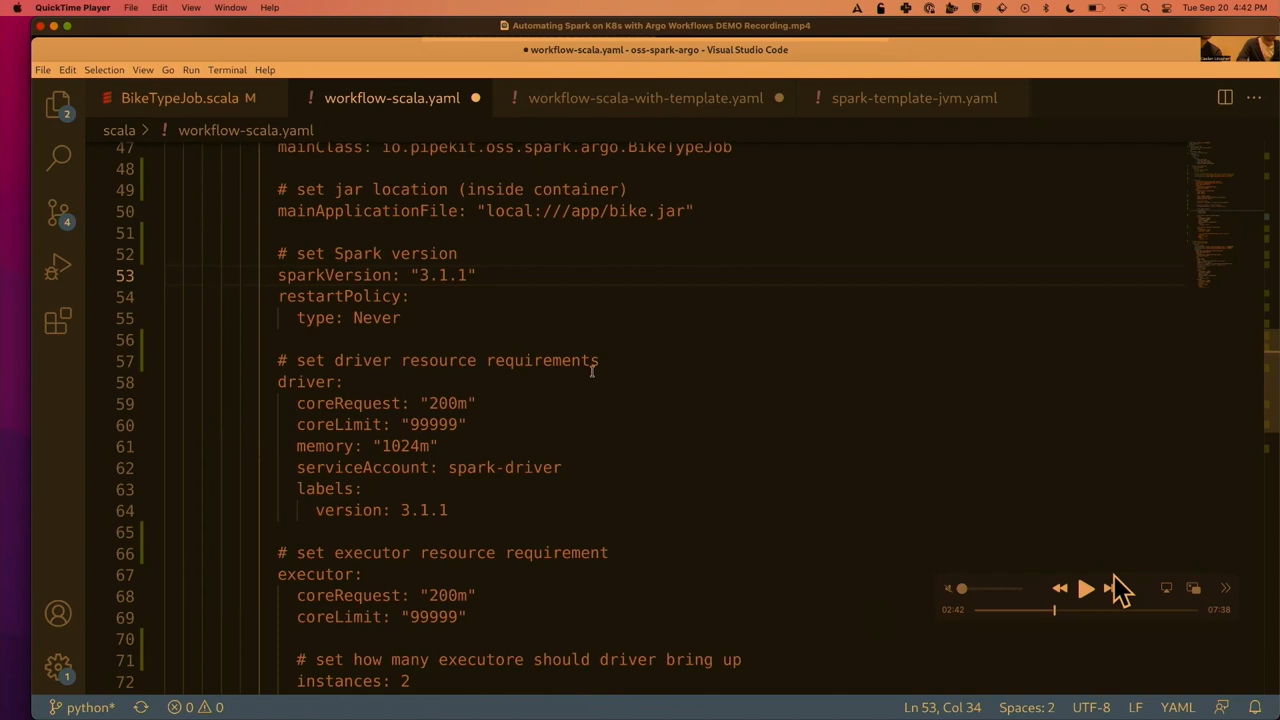 QuickTime Player File Edit View Window Help Tue Sep 20 4:42 PM
Automating Spark on K8s with Argo Workflows DEMO Recording.mp4
workflow-scala.yaml - oss-spark-argo - Visual Studio Code
File Edit Selection View Go Run Terminal Help
BikeTypeJob.scala M workflow-scala.yaml workflow-scala-with-template.yaml spark-template-jvm.yaml
scala > workflow-scala.yaml
47 mainClass: io.pipekit.oss.spark.argo.BikeTypeJob
48
49 # set jar location (inside container)
50 mainApplicationFile: "local:///app/bike.jar"
51
52 # set Spark version
53 sparkVersion: "3.1.1"
54 restartPolicy:
55 type: Never
56
57 # set driver resource requirements
58 driver:
59 coreRequest: "200m"
60 coreLimit: "99999"
61 memory: "1024m"
62 serviceAccount: spark-driver
63 labels:
64 version: 3.1.1
65
66 # set executor resource requirement
67 executor:
68 coreRequest: "200m"
69 coreLimit: "99999"
70
71 # set how many executore should driver bring up
72 instances: 2
2
4
1
02:42 07:38
python* 0 0 Ln 53, Col 34 Spaces: 2 UTF-8 LF YAML